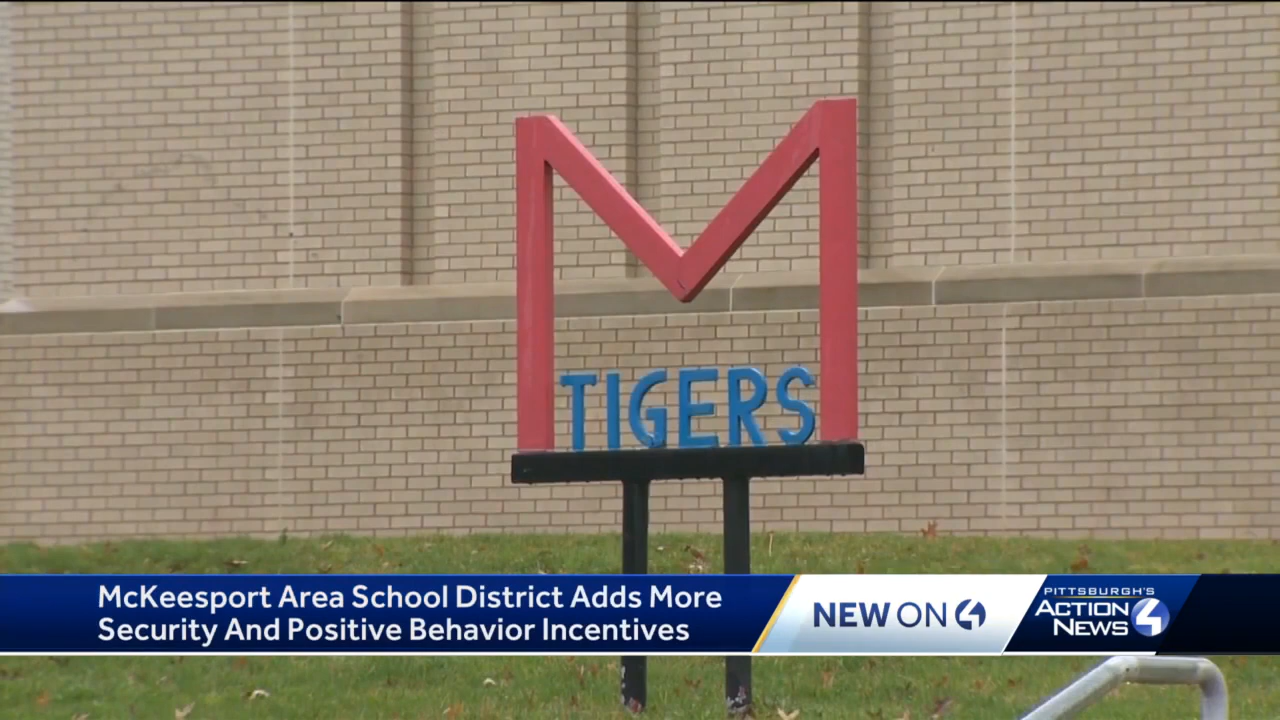 M
TIGERS
McKeesport Area School District Adds More
Security And Positive Behavior Incentives
NEW ON 4
PITTSBURGH'S
ACTION
NEWS 4